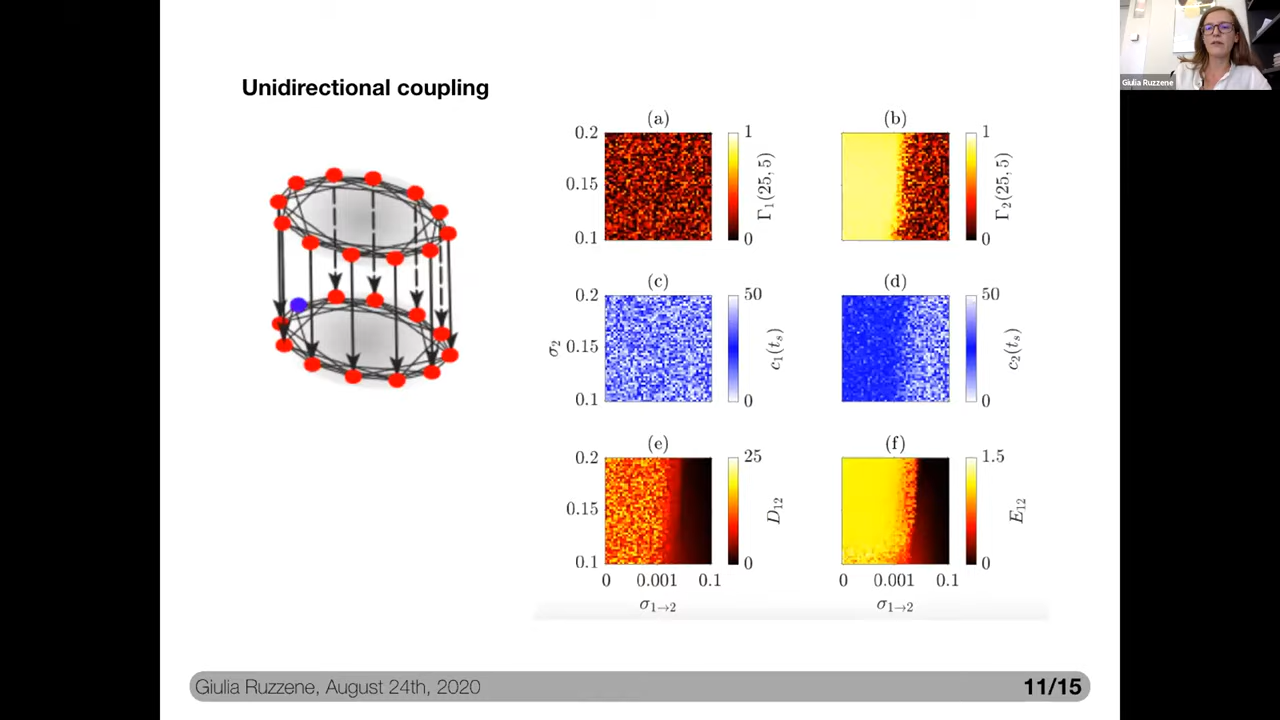 Giulia Ruzzene
Unidirectional coupling
(a)
0.2
0.15
0.1
1
0
Γ₁(25, 5)
(b)
1
0
Γ₂(25, 5)
(c)
0.2
0.15
0.1
σ₂
50
0
c₁(tₛ)
(d)
50
0
c₂(tₛ)
(e)
0.2
0.15
0.1
25
0
D₁₂
0 0.001 0.1
σ₁→₂
(f)
1.5
0
E₁₂
0 0.001 0.1
σ₁→₂
Giulia Ruzzene, August 24th, 2020
11/15